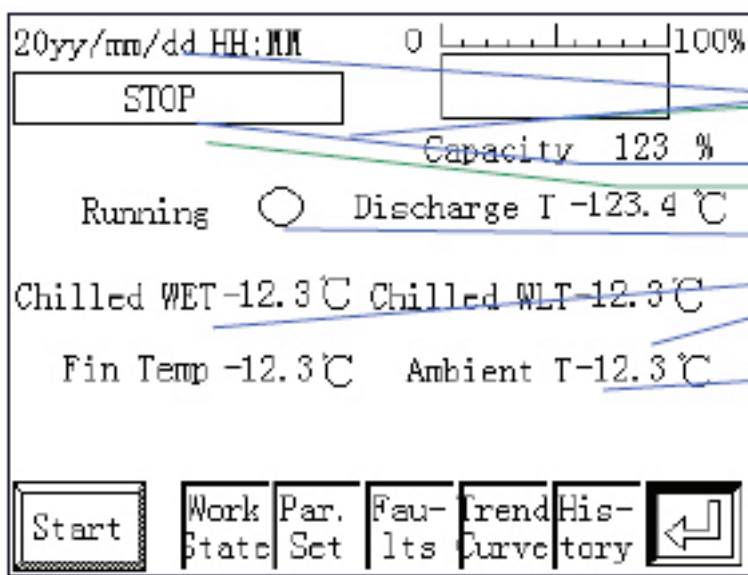 20yy/mm/dd HH:MM 0 100%
STOP
Capacity 123 %
Running Discharge T -123.4 ℃
Chilled WET -12.3℃ Chilled WLT -12.3℃
Fin Temp -12.3℃ Ambient T -12.3℃
Start Work State Par. Set Fau- lts Trend Curve His- tory